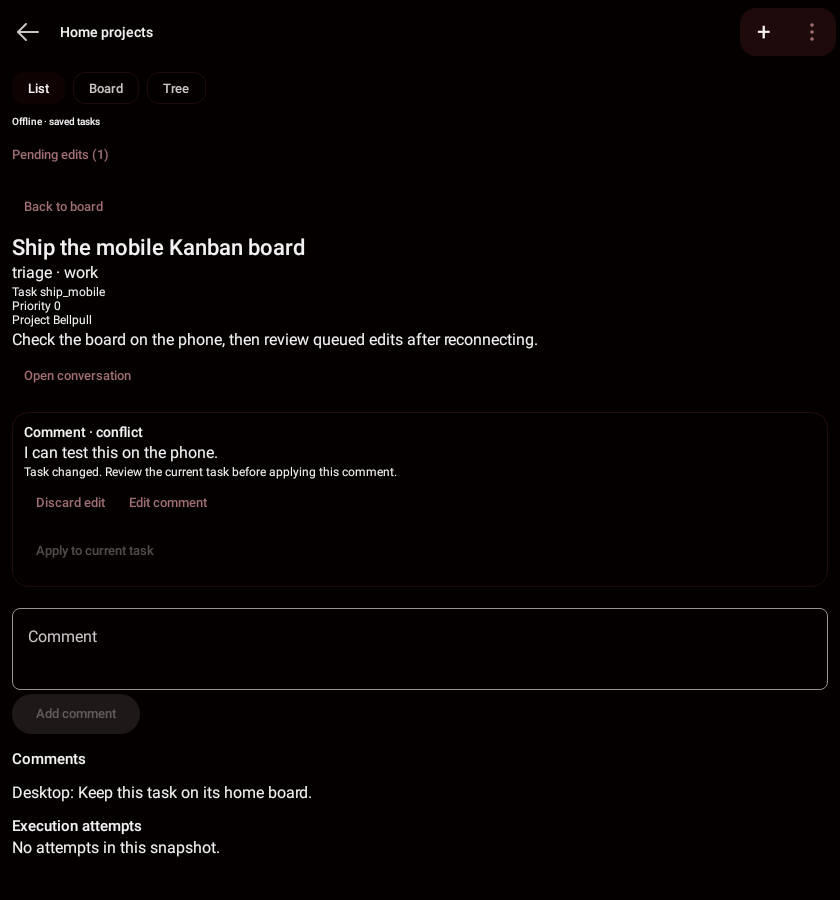 Home projects
+
List
Board
Tree
Offline · saved tasks
Pending edits (1)
Back to board
Ship the mobile Kanban board
triage · work
Task ship_mobile
Priority 0
Project Bellpull
Check the board on the phone, then review queued edits after reconnecting.
Open conversation
Comment · conflict
I can test this on the phone.
Task changed. Review the current task before applying this comment.
Discard edit
Edit comment
Apply to current task
Comment
Add comment
Comments
Desktop: Keep this task on its home board.
Execution attempts
No attempts in this snapshot.